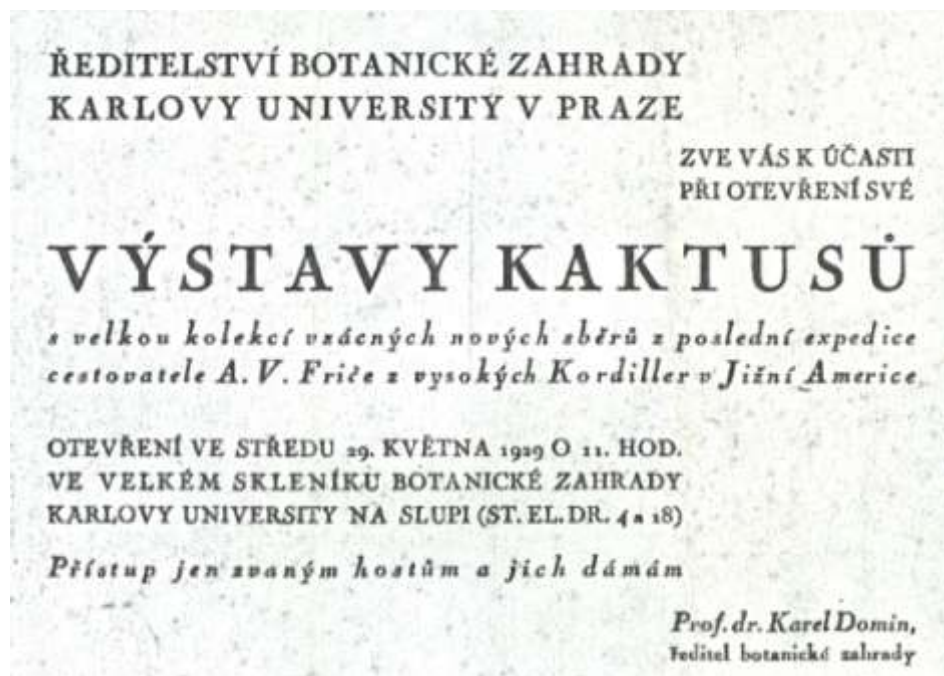 ŘEDITELSTVÍ BOTANICKÉ ZAHRADY
KARLOVY UNIVERSITY V PRAZE
ZVE VÁS K ÚČASTI
PŘI OTEVŘENÍ SVÉ
VÝSTAVY KAKTUSŮ
s velkou kolekcí vzácných nových sběrů z poslední expedice
cestovatele A. V. Friče z vysokých Kordiller v Jižní Americe
OTEVŘENÍ VE STŘEDU 29. KVĚTNA 1929 O 11. HOD.
VE VELKÉM SKLENÍKU BOTANICKÉ ZAHRADY
KARLOVY UNIVERSITY NA SLUPI (ST. EL. DR. 4 a 18)
Přístup jen zvaným hostům a jich dámám
Prof. dr. Karel Domin,
ředitel botanické zahrady